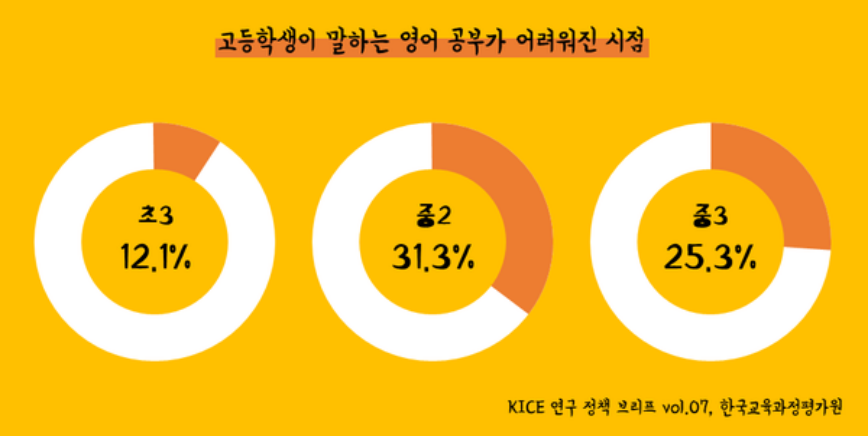 고등학생이 말하는 영어 공부가 어려워진 시점
초3
12.1%
중2
31.3%
중3
25.3%
KICE 연구 정책 브리프 vol.07, 한국교육과정평가원